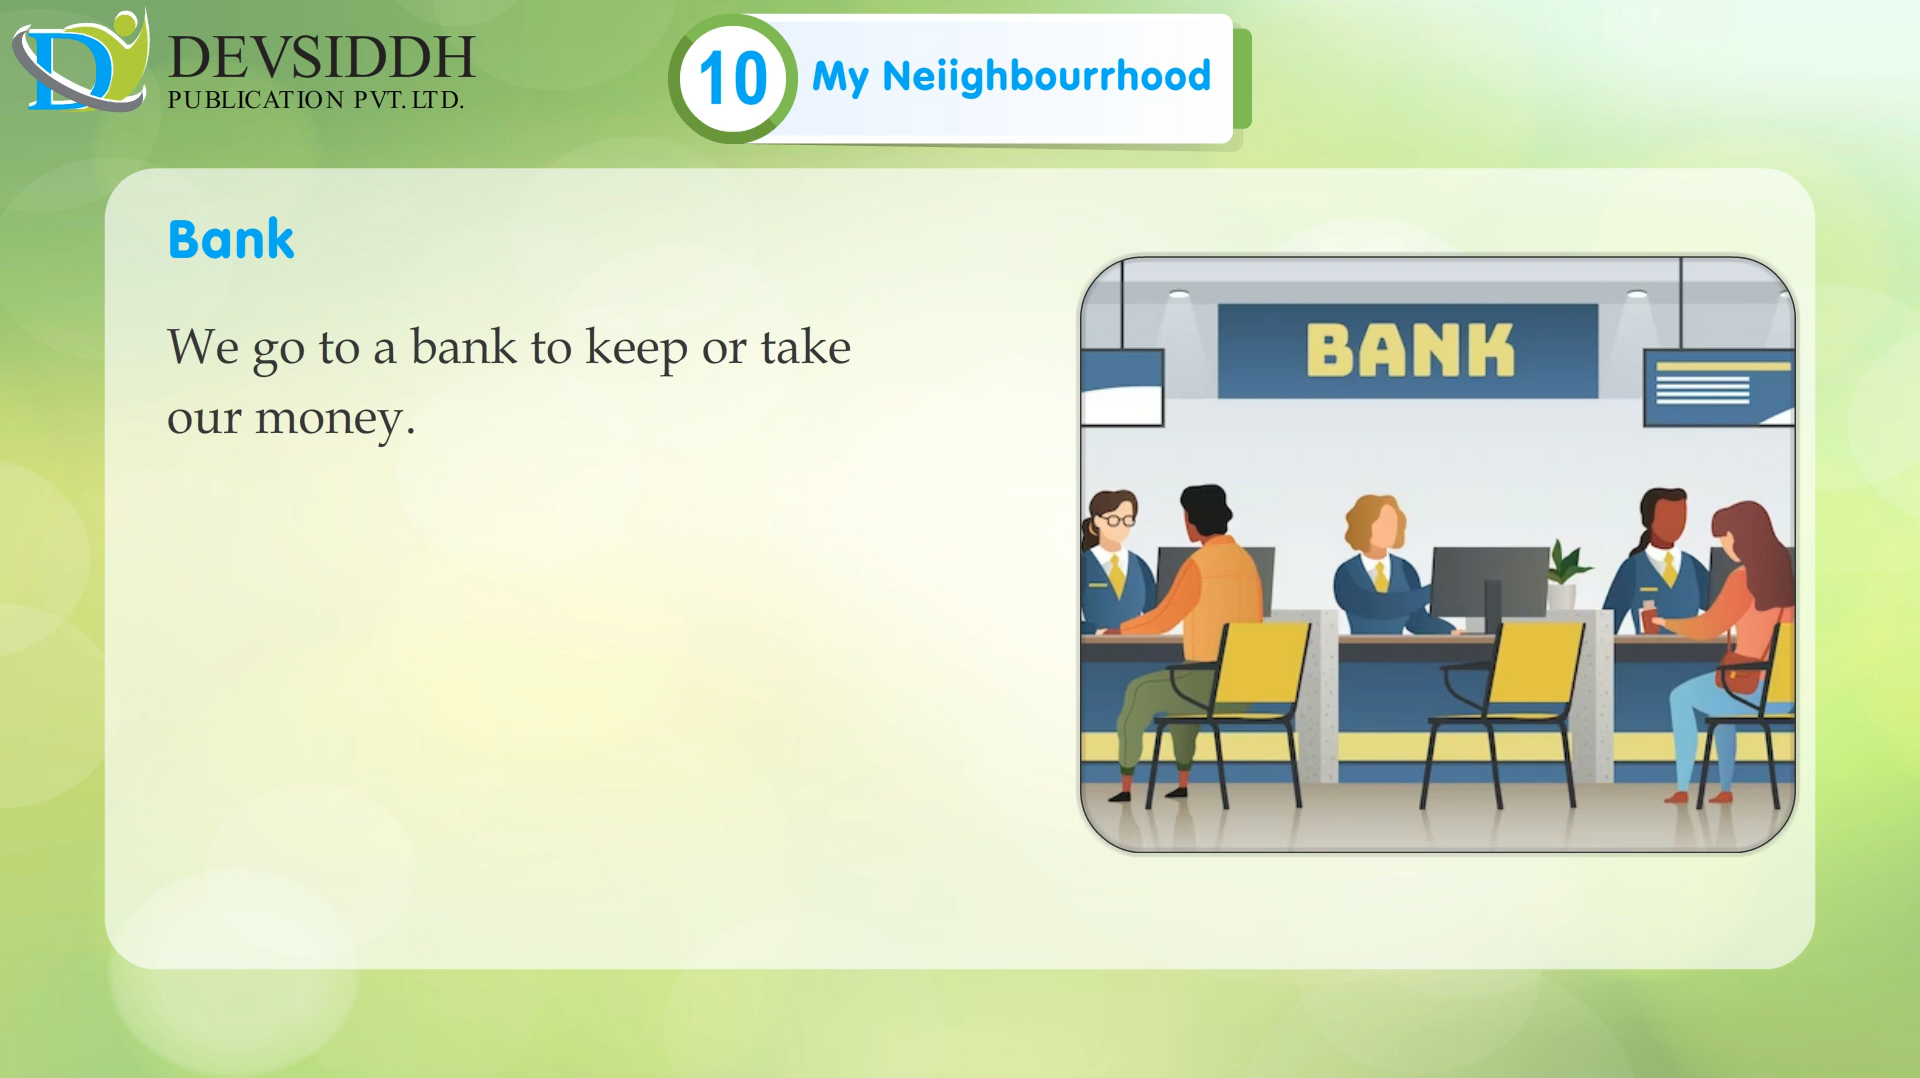 DEVSIDDH
PUBLICATION PVT. LTD.
10
My Neiighbourrhood
Bank
We go to a bank to keep or take
our money.
BANK